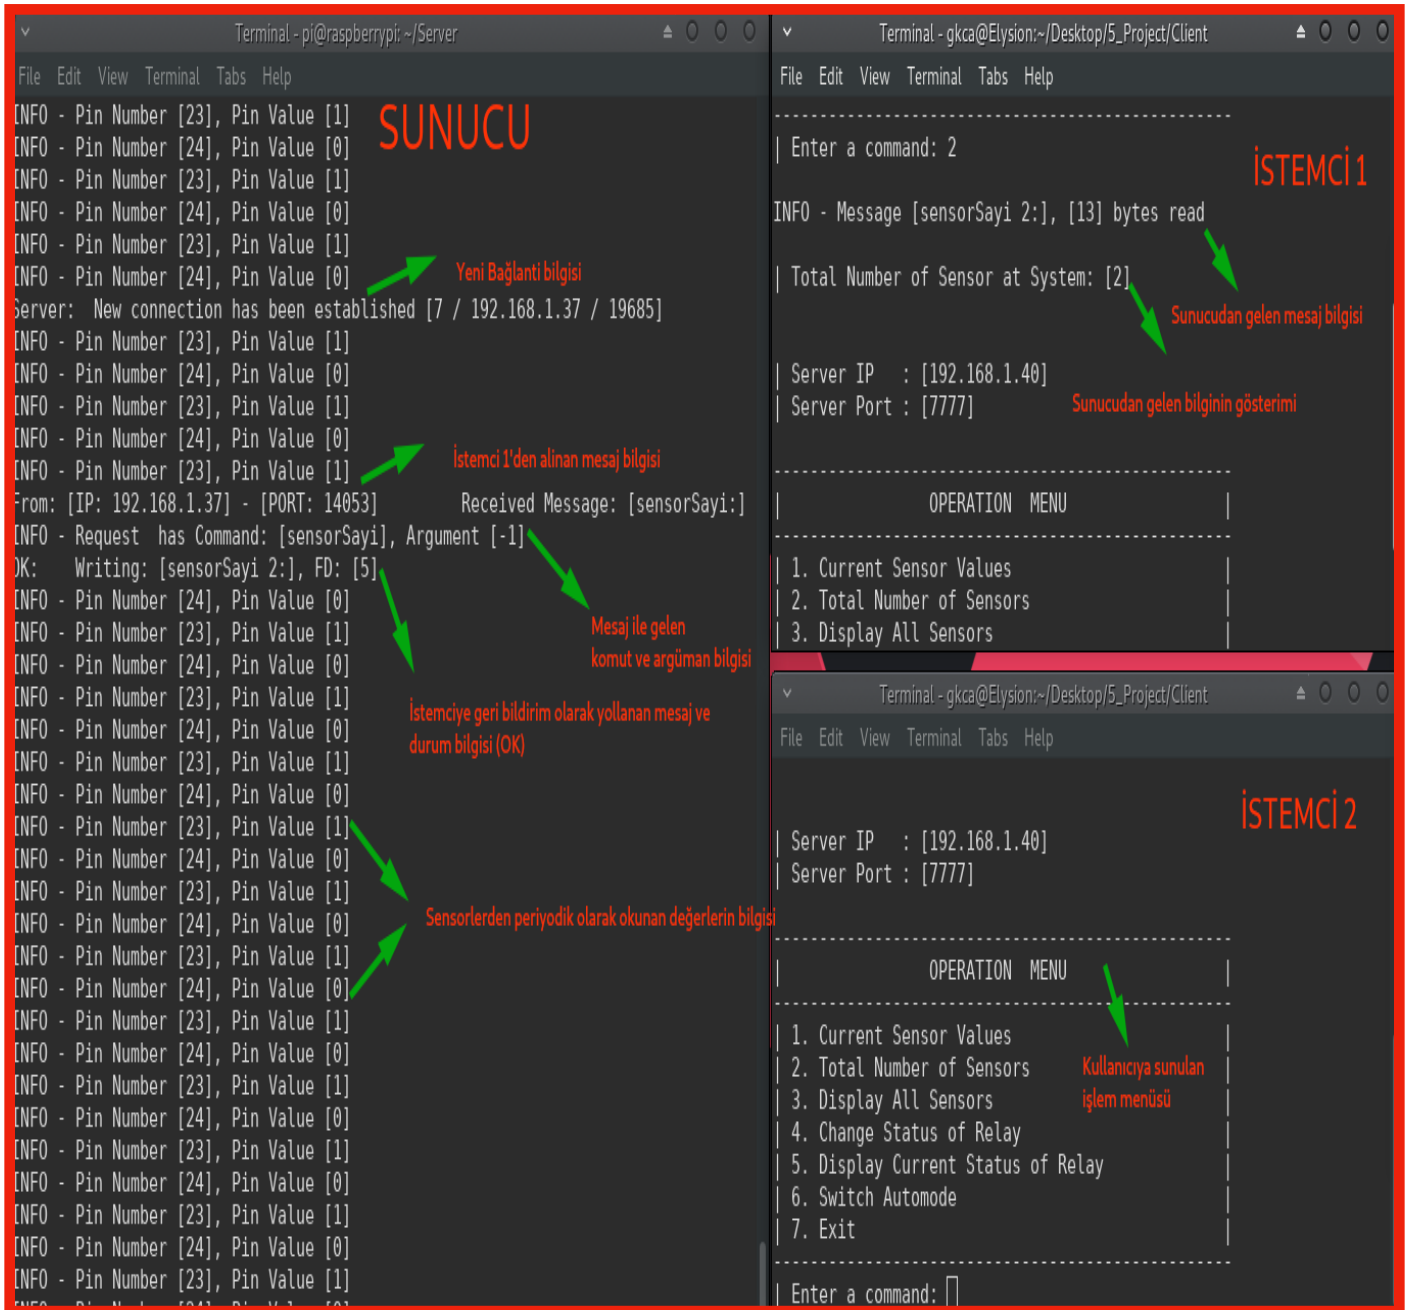 Terminal - pi@raspberrypi: ~/Server
File Edit View Terminal Tabs Help
SUNUCU
INFO - Pin Number [23], Pin Value [1]
INFO - Pin Number [24], Pin Value [0]
INFO - Pin Number [23], Pin Value [1]
INFO - Pin Number [24], Pin Value [0]
INFO - Pin Number [23], Pin Value [1]
INFO - Pin Number [24], Pin Value [0]
Yeni Bağlanti bilgisi
Server:  New connection has been established [7 / 192.168.1.37 / 19685]
INFO - Pin Number [23], Pin Value [1]
INFO - Pin Number [24], Pin Value [0]
INFO - Pin Number [23], Pin Value [1]
INFO - Pin Number [24], Pin Value [0]
INFO - Pin Number [23], Pin Value [1]
İstemci 1'den alinan mesaj bilgisi
From: [IP: 192.168.1.37] - [PORT: 14053]         Received Message: [sensorSayi:]
INFO - Request  has Command: [sensorSayi], Argument [-1]
OK:    Writing: [sensorSayi 2:], FD: [5]
INFO - Pin Number [24], Pin Value [0]
INFO - Pin Number [23], Pin Value [1]
Mesaj ile gelen
komut ve argüman bilgisi
INFO - Pin Number [24], Pin Value [0]
INFO - Pin Number [23], Pin Value [1]
INFO - Pin Number [24], Pin Value [0]
İstemciye geri bildirim olarak yollanan mesaj ve
durum bilgisi (OK)
INFO - Pin Number [23], Pin Value [1]
INFO - Pin Number [24], Pin Value [0]
INFO - Pin Number [23], Pin Value [1]
INFO - Pin Number [24], Pin Value [0]
INFO - Pin Number [23], Pin Value [1]
INFO - Pin Number [24], Pin Value [0]
Sensorlerden periyodik olarak okunan değerlerin bilgisi
INFO - Pin Number [23], Pin Value [1]
INFO - Pin Number [24], Pin Value [0]
INFO - Pin Number [23], Pin Value [1]
INFO - Pin Number [24], Pin Value [0]
INFO - Pin Number [23], Pin Value [1]
INFO - Pin Number [24], Pin Value [0]
INFO - Pin Number [23], Pin Value [1]
INFO - Pin Number [24], Pin Value [0]
INFO - Pin Number [23], Pin Value [1]
INFO - Pin Number [24], Pin Value [0]
INFO - Pin Number [23], Pin Value [1]
Terminal - gkca@Elysion:~/Desktop/5_Project/Client
File Edit View Terminal Tabs Help
--------------------------------------------------
| Enter a command: 2
İSTEMCİ 1
INFO - Message [sensorSayi 2:], [13] bytes read
| Total Number of Sensor at System: [2]
Sunucudan gelen mesaj bilgisi
| Server IP   : [192.168.1.40]
| Server Port : [7777]
Sunucudan gelen bilginin gösterimi
--------------------------------------------------
|                OPERATION  MENU                 |
--------------------------------------------------
| 1. Current Sensor Values                       |
| 2. Total Number of Sensors                     |
| 3. Display All Sensors                         |
Terminal - gkca@Elysion:~/Desktop/5_Project/Client
File Edit View Terminal Tabs Help
İSTEMCİ 2
| Server IP   : [192.168.1.40]
| Server Port : [7777]
--------------------------------------------------
|                OPERATION  MENU                 |
--------------------------------------------------
| 1. Current Sensor Values                       |
| 2. Total Number of Sensors                     |
| 3. Display All Sensors                         |
Kullanıcıya sunulan
işlem menüsü
| 4. Change Status of Relay                      |
| 5. Display Current Status of Relay             |
| 6. Switch Automode                             |
| 7. Exit                                        |
--------------------------------------------------
| Enter a command: